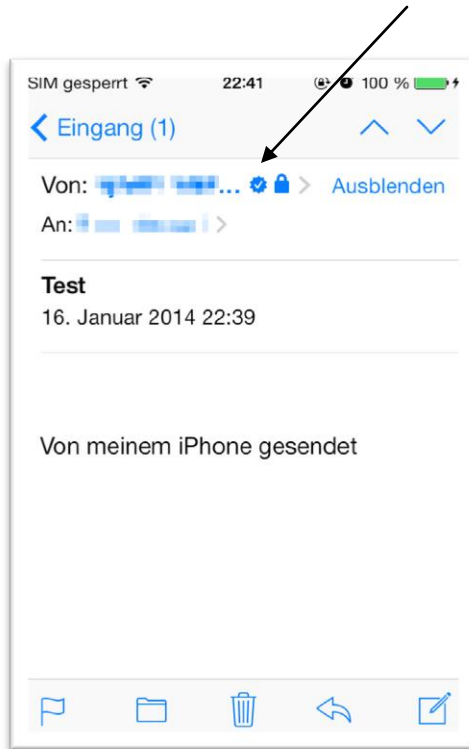 SIM gesperrt 22:41 100 %
Eingang (1)
Von: ... Ausblenden
An:
Test
16. Januar 2014 22:39
Von meinem iPhone gesendet